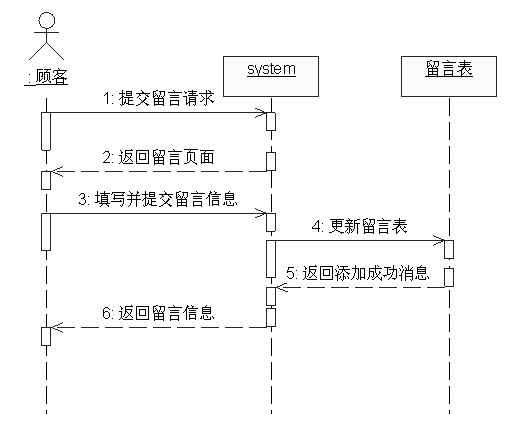 : 顾客
system
留言表
1: 提交留言请求
2: 返回留言页面
3: 填写并提交留言信息
4: 更新留言表
5: 返回添加成功消息
6: 返回留言信息